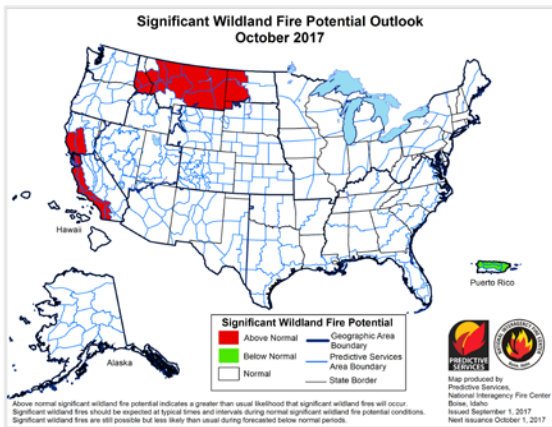 Significant Wildland Fire Potential Outlook
October 2017
Hawaii
Alaska
Puerto Rico
Significant Wildland Fire Potential
Above Normal
Below Normal
Normal
Geographic Area
Boundary
Predictive Services
Area Boundary
State Border
PREDICTIVE
SERVICES
NATIONAL INTERAGENCY FIRE CENTER
Map produced by
Predictive Services,
National Interagency Fire Center
Boise, Idaho
Issued September 1, 2017
Next issuance October 1, 2017
Above normal significant wildland fire potential indicates a greater than usual likelihood that significant wildland fires will occur.
Significant wildland fires should be expected at typical times and intervals during normal significant wildland fire potential conditions.
Significant wildland fires are still possible but less likely than usual during forecasted below normal periods.